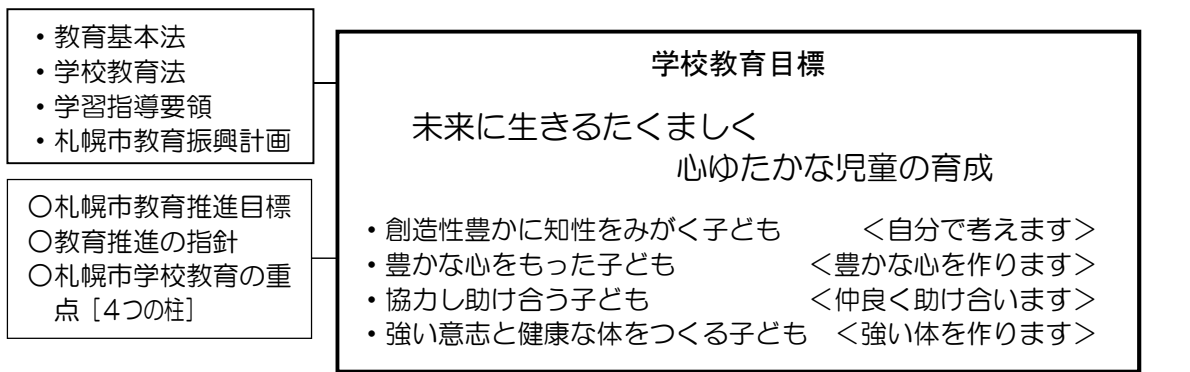 ・教育基本法
・学校教育法
・学習指導要領
・札幌市教育振興計画
〇札幌市教育推進目標
〇教育推進の指針
〇札幌市学校教育の重
点［4つの柱］
学校教育目標
未来に生きるたくましく
心ゆたかな児童の育成
・創造性豊かに知性をみがく子ども　＜自分で考えます＞
・豊かな心をもった子ども　＜豊かな心を作ります＞
・協力し助け合う子ども　＜仲良く助け合います＞
・強い意志と健康な体をつくる子ども　＜強い体を作ります＞